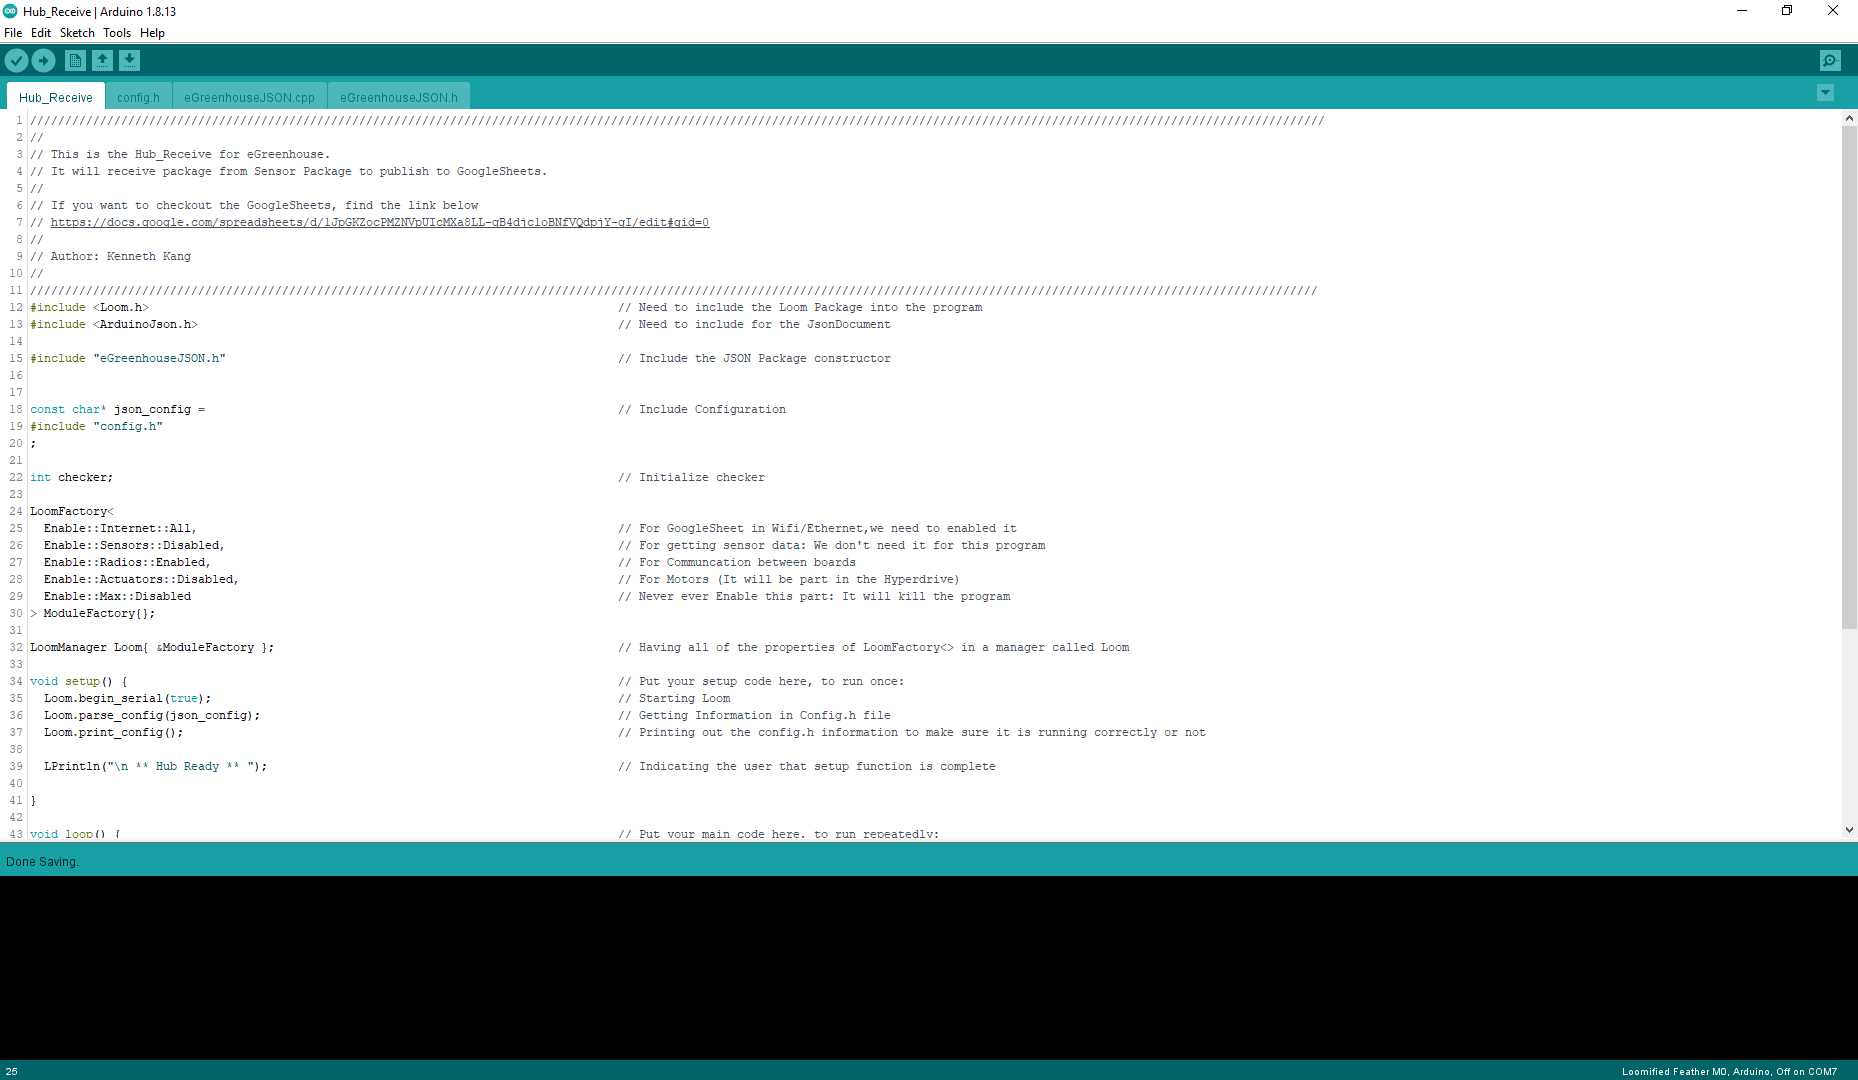 Hub_Receive | Arduino 1.8.13
File Edit Sketch Tools Help
Hub_Receive config.h eGreenhouseJSON.cpp eGreenhouseJSON.h
1 /////////////////////////////////////////////////////////////////////////////////////////////////////////////////////////////////////////////////////////////////////////////////////////
2 //
3 // This is the Hub_Receive for eGreenhouse.
4 // It will receive package from Sensor Package to publish to GoogleSheets.
5 //
6 // If you want to checkout the GoogleSheets, find the link below
7 // https://docs.google.com/spreadsheets/d/1JpGKZocPMZNVpUIcMXa8LL-gB4djcloBNfVQdpjY-gI/edit#gid=0
8 //
9 // Author: Kenneth Kang
10 //
11 ////////////////////////////////////////////////////////////////////////////////////////////////////////////////////////////////////////////////////////////////////////////////////////
12 #include <Loom.h> // Need to include the Loom Package into the program
13 #include <ArduinoJson.h> // Need to include for the JsonDocument
14
15 #include "eGreenhouseJSON.h" // Include the JSON Package constructor
16
17
18 const char* json_config = // Include Configuration
19 #include "config.h"
20 ;
21
22 int checker; // Initialize checker
23
24 LoomFactory<
25 Enable::Internet::All, // For GoogleSheet in Wifi/Ethernet,we need to enabled it
26 Enable::Sensors::Disabled, // For getting sensor data: We don't need it for this program
27 Enable::Radios::Enabled, // For Communcation between boards
28 Enable::Actuators::Disabled, // For Motors (It will be part in the Hyperdrive)
29 Enable::Max::Disabled // Never ever Enable this part: It will kill the program
30 > ModuleFactory{};
31
32 LoomManager Loom{ &ModuleFactory }; // Having all of the properties of LoomFactory<> in a manager called Loom
33
34 void setup() { // Put your setup code here, to run once:
35 Loom.begin_serial(true); // Starting Loom
36 Loom.parse_config(json_config); // Getting Information in Config.h file
37 Loom.print_config(); // Printing out the config.h information to make sure it is running correctly or not
38
39 LPrintln("\n ** Hub Ready ** "); // Indicating the user that setup function is complete
40
41 }
42
43 void loop() { // Put your main code here, to run repeatedly:
Done Saving.
25 Loomified Feather M0, Arduino, Off on COM7